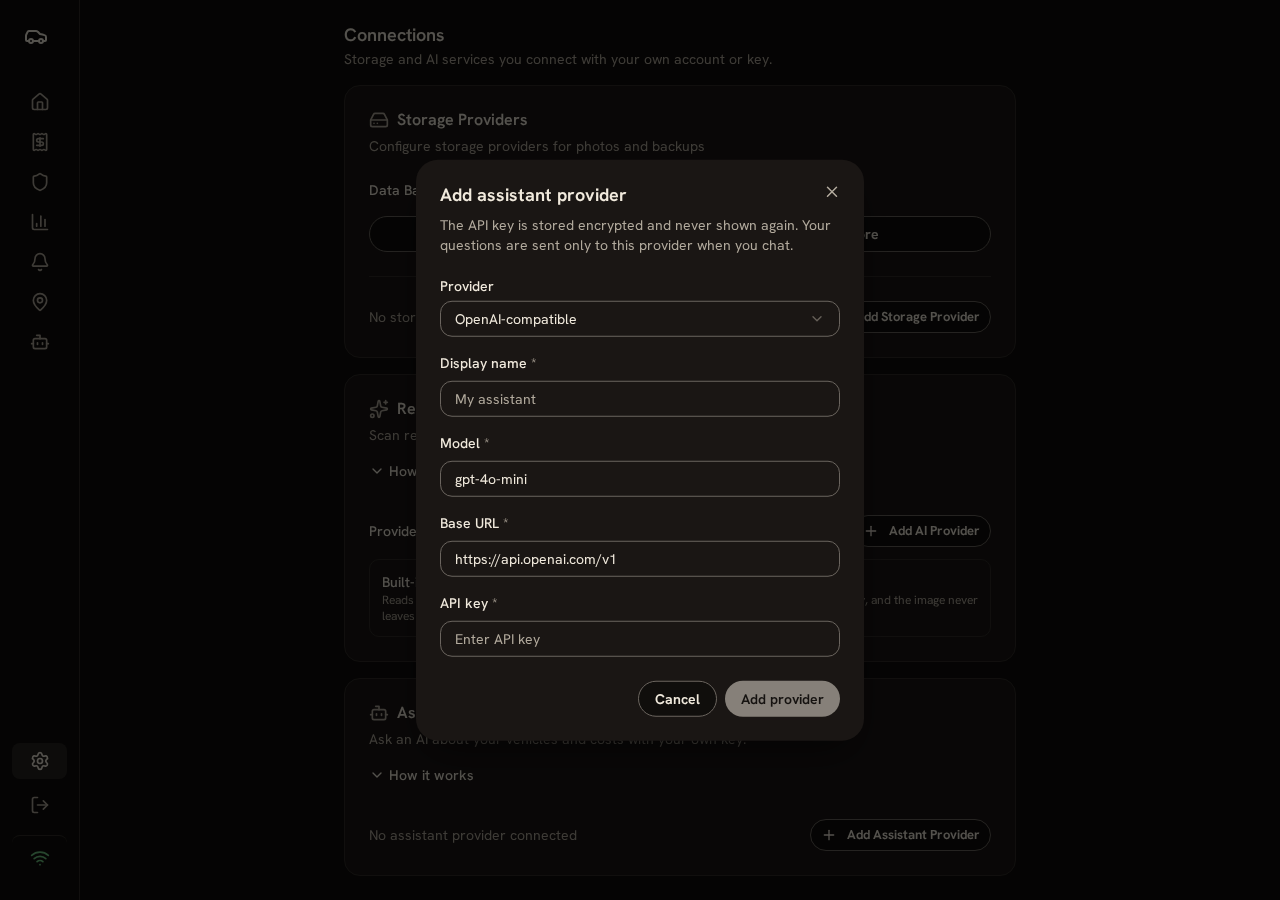 Connections
Storage and AI services you connect with your own account or key.
Storage Providers
Configure storage providers for photos and backups
Data Ba
re
No stor
dd Storage Provider
Add assistant provider
The API key is stored encrypted and never shown again. Your
questions are sent only to this provider when you chat.
Provider
OpenAI-compatible
Display name *
My assistant
Model *
gpt-4o-mini
Base URL *
https://api.openai.com/v1
API key *
Enter API key
Cancel
Add provider
Re
Scan re
How
Provide
Add AI Provider
Built-
Reads
, and the image never
leaves
As
Ask an AI about your vehicles and costs with your own key.
How it works
No assistant provider connected
Add Assistant Provider